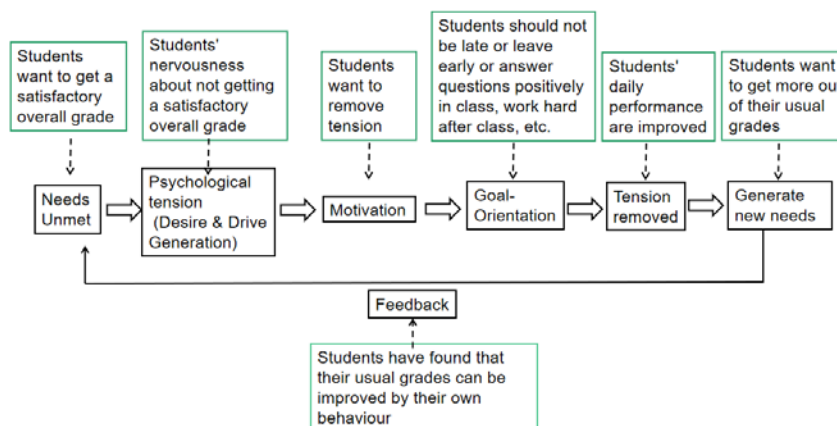 Students
want to get a
satisfactory
overall grade
Students'
nervousness
about not getting
a satisfactory
overall grade
Students
want to
remove
tension
Students should not
be late or leave
early or answer
questions positively
in class, work hard
after class, etc.
Students'
daily
performance
are improved
Students want
to get more out
of their usual
grades
Needs
Unmet
Psychological
tension
(Desire & Drive
Generation)
Motivation
Goal-
Orientation
Tension
removed
Generate
new needs
Feedback
Students have found that
their usual grades can be
improved by their own
behaviour